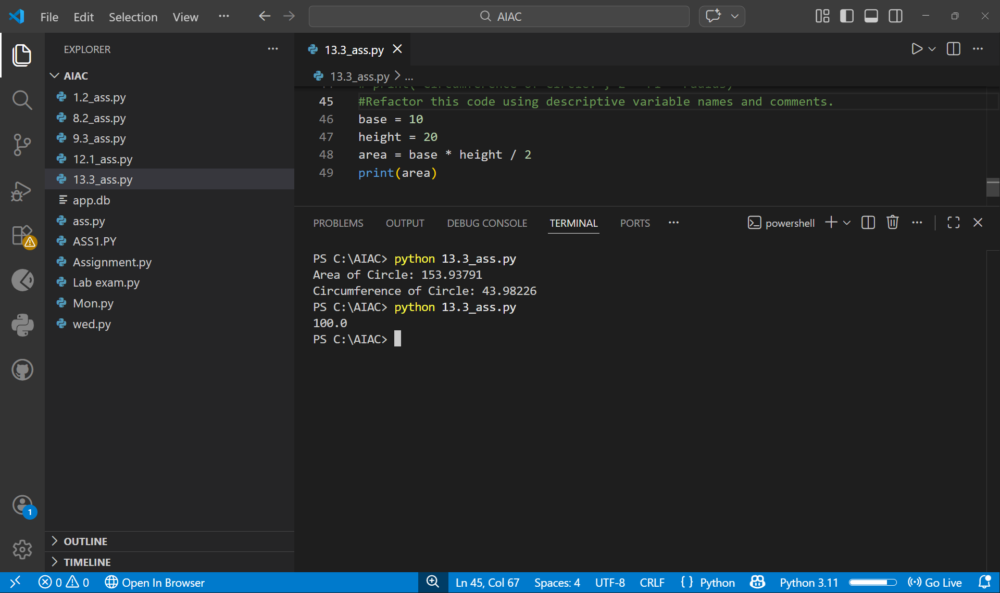 File Edit Selection View
AIAC
EXPLORER
AIAC
1.2_ass.py
8.2_ass.py
9.3_ass.py
12.1_ass.py
13.3_ass.py
app.db
ass.py
ASS1.PY
Assignment.py
Lab exam.py
Mon.py
wed.py
OUTLINE
TIMELINE
13.3_ass.py
13.3_ass.py > ...
45 #Refactor this code using descriptive variable names and comments.
46 base = 10
47 height = 20
48 area = base * height / 2
49 print(area)
PROBLEMS OUTPUT DEBUG CONSOLE TERMINAL PORTS
powershell
PS C:\AIAC> python 13.3_ass.py
Area of Circle: 153.93791
Circumference of Circle: 43.98226
PS C:\AIAC> python 13.3_ass.py
100.0
PS C:\AIAC>
1
0 0 Open In Browser Ln 45, Col 67 Spaces: 4 UTF-8 CRLF {} Python Python 3.11 Go Live